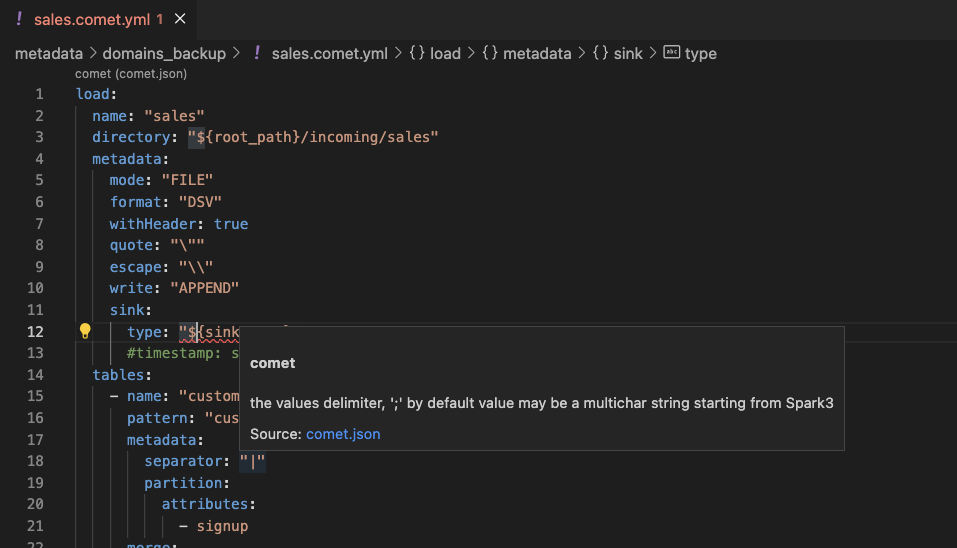 ! sales.comet.yml 1 ×
metadata > domains_backup > ! sales.comet.yml > {} load > {} metadata > {} sink > abc type
comet (comet.json)
1 load:
2 name: "sales"
3 directory: "${root_path}/incoming/sales"
4 metadata:
5 mode: "FILE"
6 format: "DSV"
7 withHeader: true
8 quote: "\""
9 escape: "\\"
10 write: "APPEND"
11 sink:
12 type: "${sink
13 #timestamp: s
14 tables:
15 - name: "custom
16 pattern: "cus
17 metadata:
18 separator: "|"
19 partition:
20 attributes:
21 - signup
22 merge:
comet
the values delimiter, ';' by default value may be a multichar string starting from Spark3
Source: comet.json